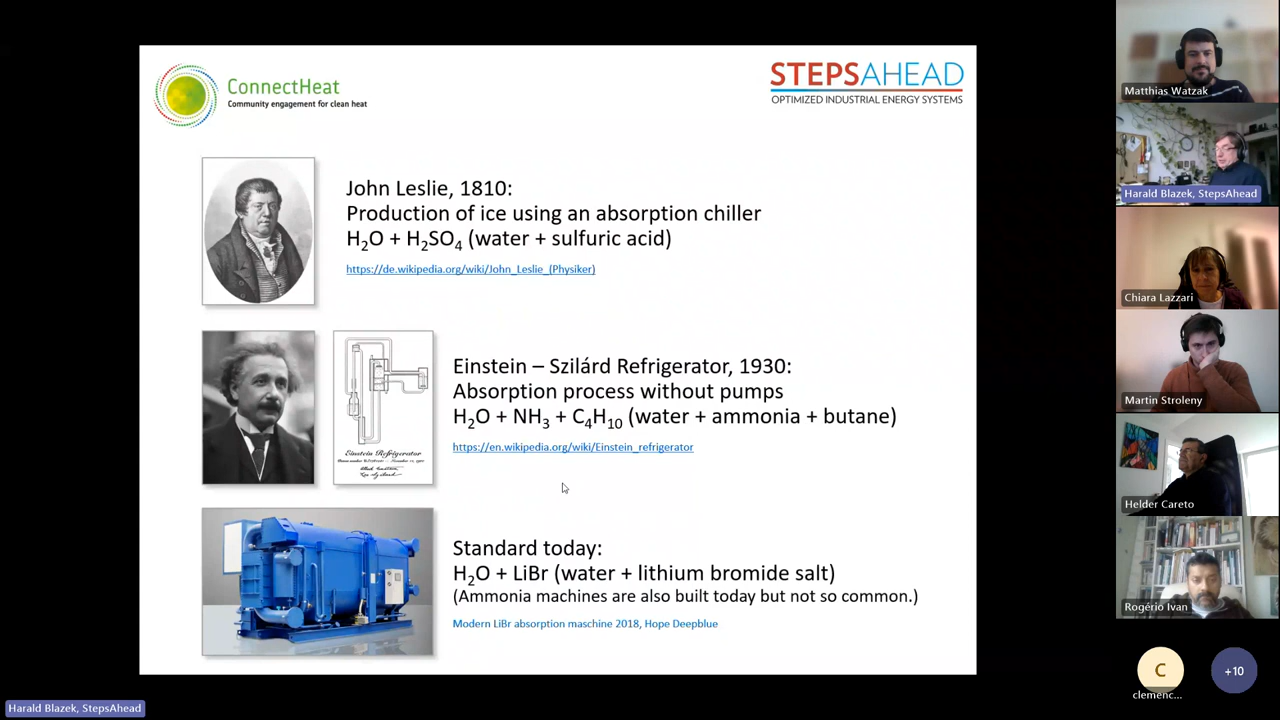 ConnectHeat
Community engagement for clean heat
STEPSAHEAD
OPTIMIZED INDUSTRIAL ENERGY SYSTEMS
John Leslie, 1810:
Production of ice using an absorption chiller
H₂O + H₂SO₄ (water + sulfuric acid)
https://de.wikipedia.org/wiki/John_Leslie_(Physiker)
Einstein Refrigerator
Einstein – Szilárd Refrigerator, 1930:
Absorption process without pumps
H₂O + NH₃ + C₄H₁₀ (water + ammonia + butane)
https://en.wikipedia.org/wiki/Einstein_refrigerator
Standard today:
H₂O + LiBr (water + lithium bromide salt)
(Ammonia machines are also built today but not so common.)
Modern LiBr absorption maschine 2018, Hope Deepblue
Matthias Watzak
Harald Blazek, StepsAhead
Chiara Lazzari
Martin Stroleny
Helder Careto
Rogério Ivan
C
clemenc...
+10
Harald Blazek, StepsAhead